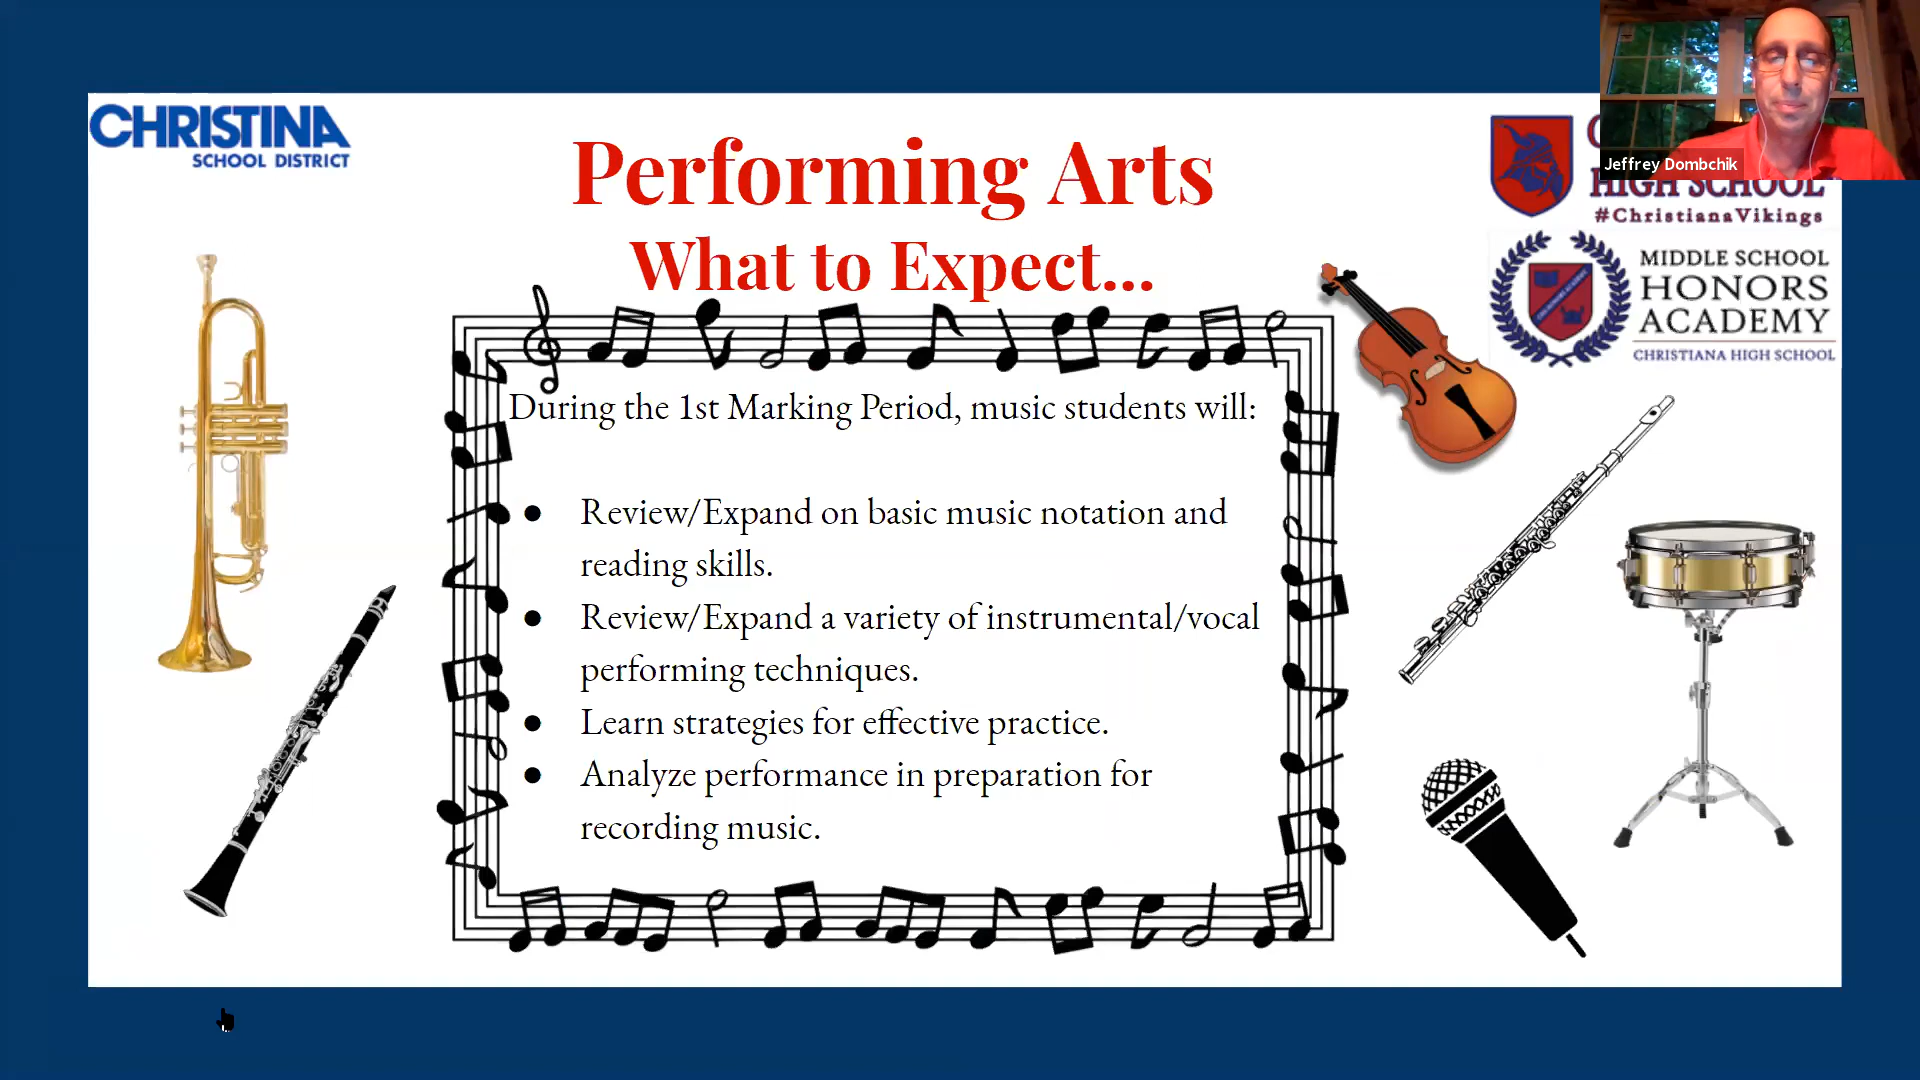 CHRISTINA
SCHOOL DISTRICT
Performing Arts
What to Expect...
Jeffrey Dombchik
HIGH SCHOOL
#ChristianaVikings
MIDDLE SCHOOL
HONORS
ACADEMY
CHRISTIANA HIGH SCHOOL
During the 1st Marking Period, music students will:
● Review/Expand on basic music notation and
reading skills.
● Review/Expand a variety of instrumental/vocal
performing techniques.
● Learn strategies for effective practice.
● Analyze performance in preparation for
recording music.